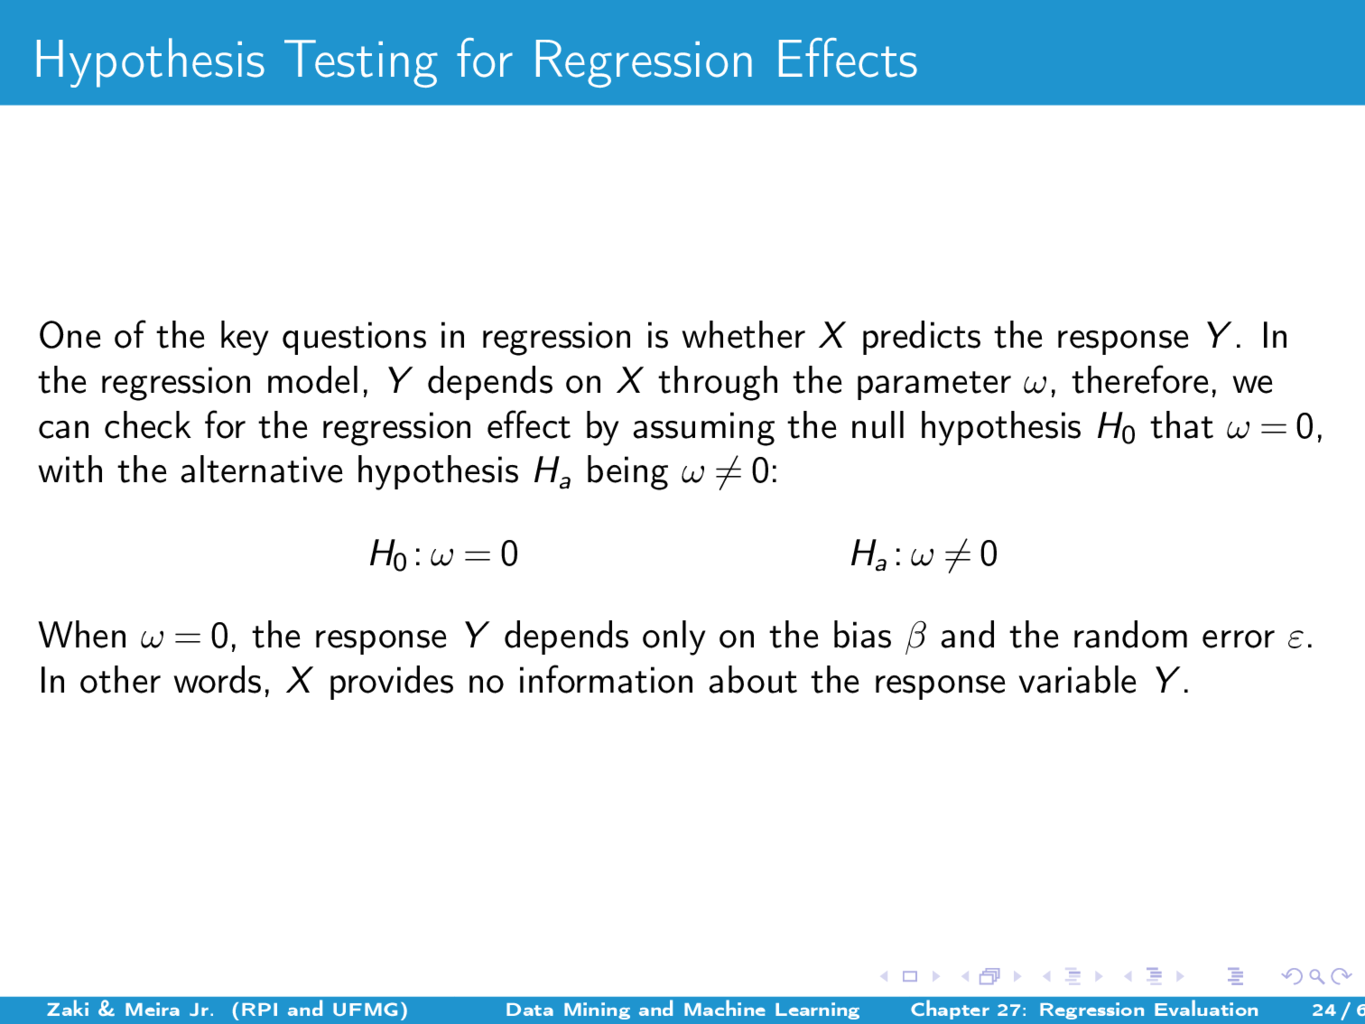 Hypothesis Testing for Regression Effects
One of the key questions in regression is whether X predicts the response Y. In
the regression model, Y depends on X through the parameter ω, therefore, we
can check for the regression effect by assuming the null hypothesis H₀ that ω = 0,
with the alternative hypothesis Hₐ being ω ≠ 0:
H₀ : ω = 0 Hₐ : ω ≠ 0
When ω = 0, the response Y depends only on the bias β and the random error ε.
In other words, X provides no information about the response variable Y.
Zaki & Meira Jr. (RPI and UFMG) Data Mining and Machine Learning Chapter 27: Regression Evaluation 24 /